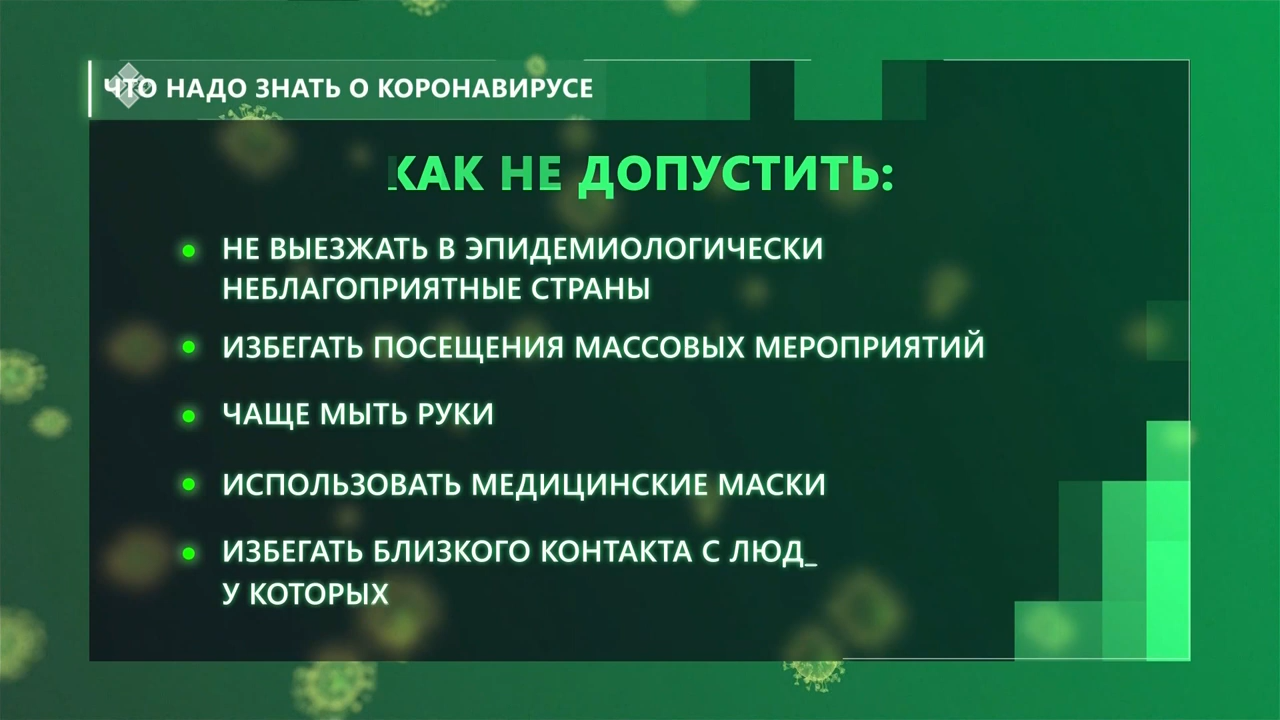 ЧТО НАДО ЗНАТЬ О КОРОНАВИРУСЕ
КАК НЕ ДОПУСТИТЬ:
НЕ ВЫЕЗЖАТЬ В ЭПИДЕМИОЛОГИЧЕСКИ
НЕБЛАГОПРИЯТНЫЕ СТРАНЫ
ИЗБЕГАТЬ ПОСЕЩЕНИЯ МАССОВЫХ МЕРОПРИЯТИЙ
ЧАЩЕ МЫТЬ РУКИ
ИСПОЛЬЗОВАТЬ МЕДИЦИНСКИЕ МАСКИ
ИЗБЕГАТЬ БЛИЗКОГО КОНТАКТА С ЛЮД_
У КОТОРЫХ